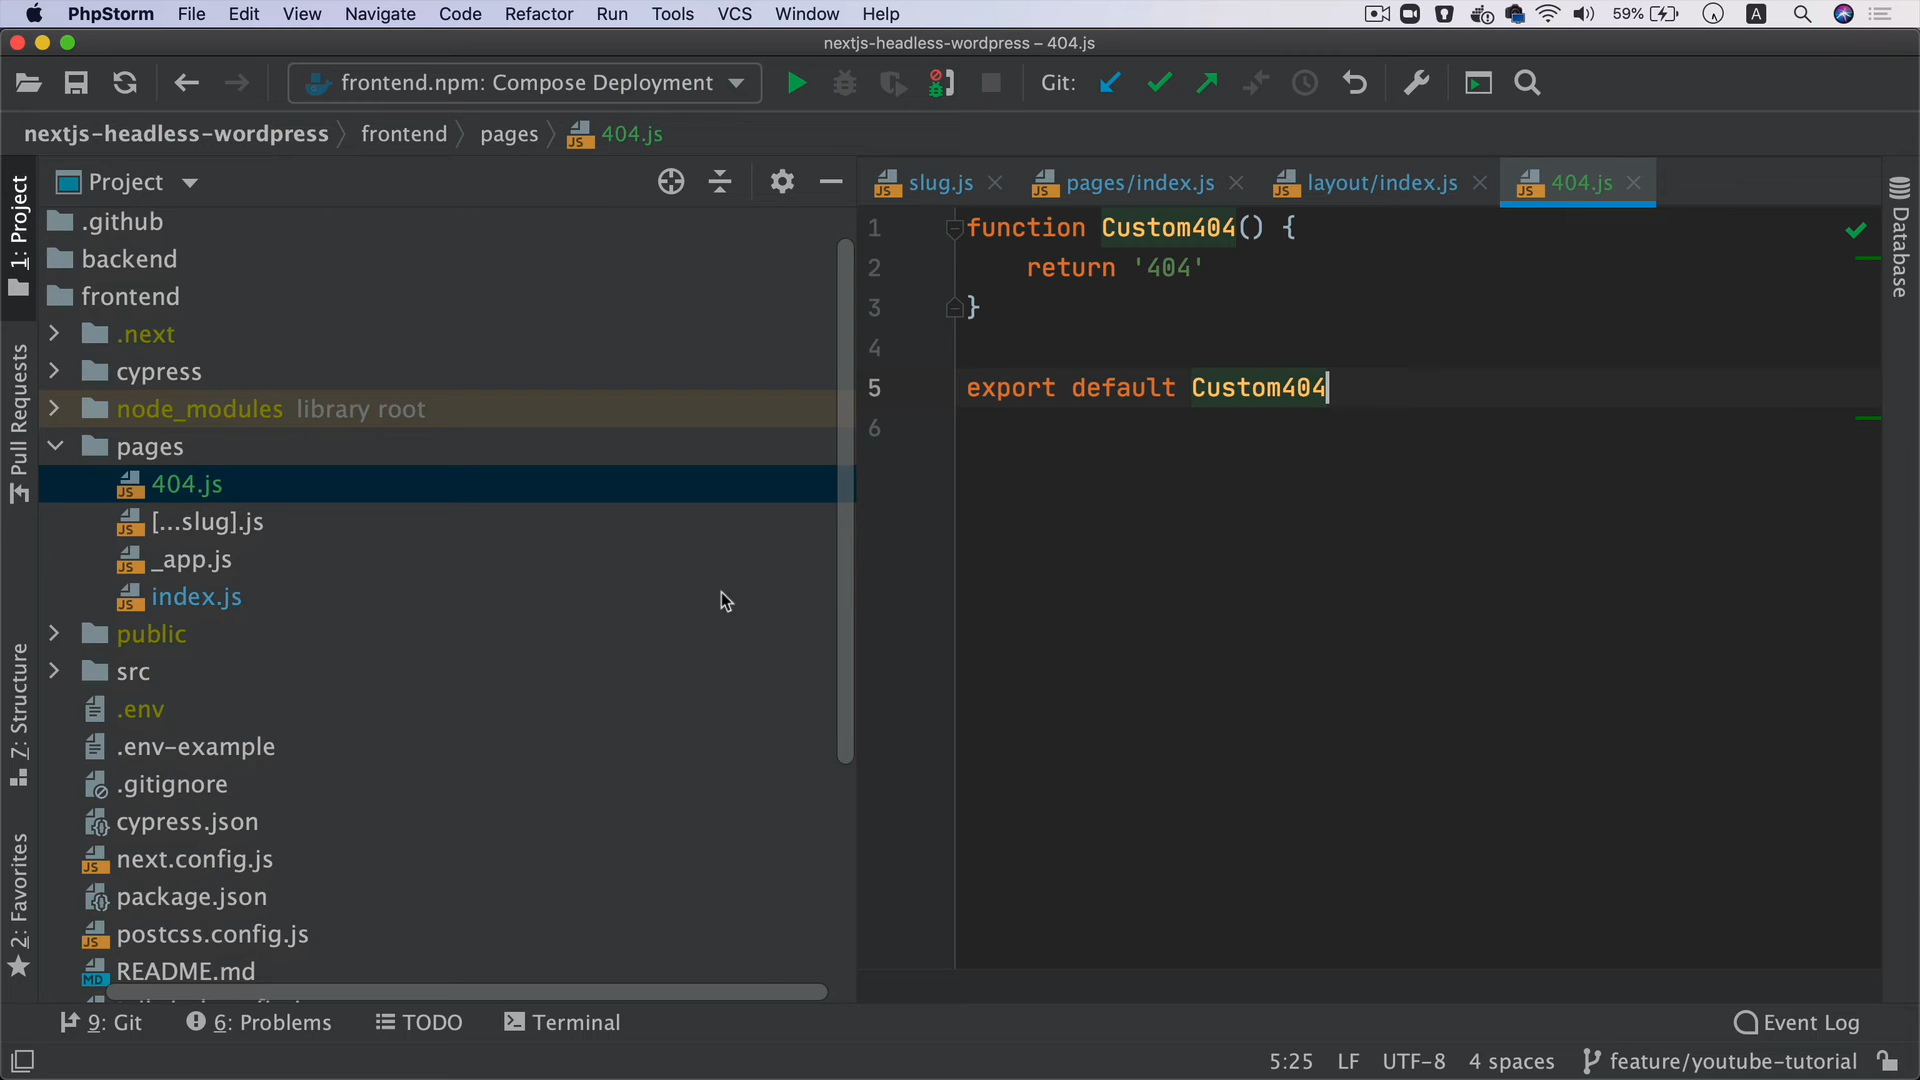 PhpStorm File Edit View Navigate Code Refactor Run Tools VCS Window Help 59% A
nextjs-headless-wordpress – 404.js
frontend.npm: Compose Deployment Git:
nextjs-headless-wordpress frontend pages JS 404.js
Project
slug.js pages/index.js layout/index.js 404.js
.github
backend
frontend
.next
cypress
node_modules library root
pages
404.js
[...slug].js
_app.js
index.js
public
src
.env
.env-example
.gitignore
cypress.json
next.config.js
package.json
postcss.config.js
README.md
1 function Custom404() {
2 return '404'
3 }
4
5 export default Custom404
6
1: Project
Pull Requests
7: Structure
2: Favorites
Database
9: Git 6: Problems TODO Terminal Event Log
5:25 LF UTF-8 4 spaces feature/youtube-tutorial